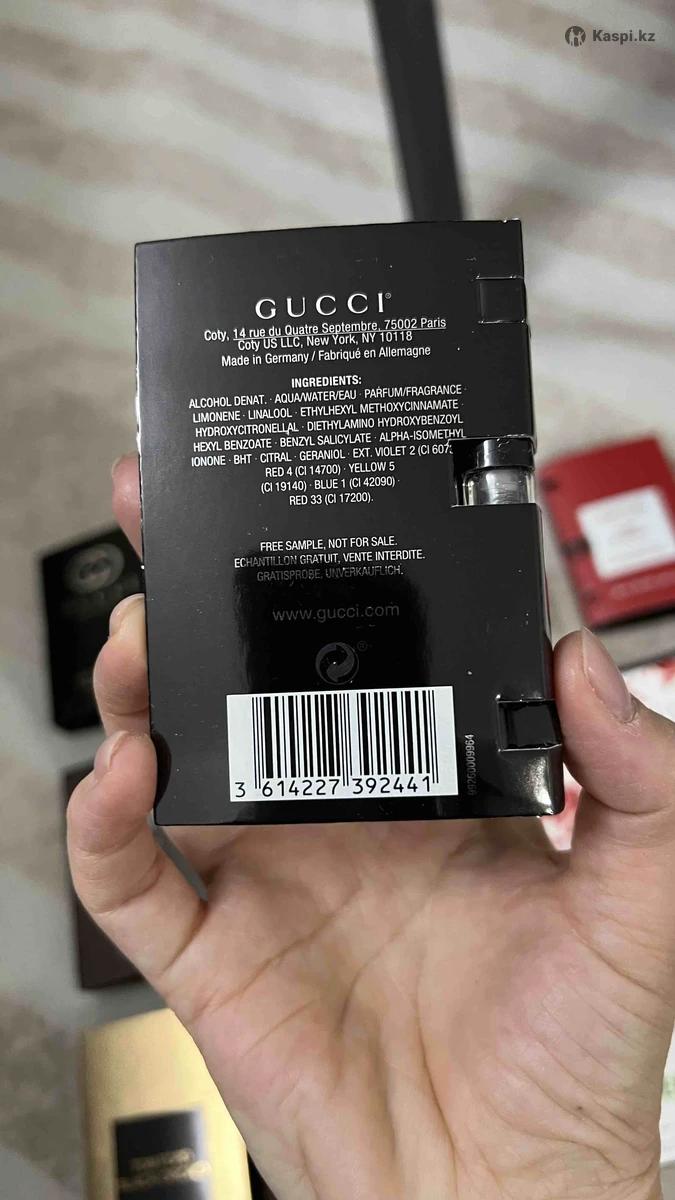 Kaspi.kz
GUCCI®
Coty, 14 rue du Quatre Septembre, 75002 Paris
Coty US LLC, New York, NY 10118
Made in Germany / Fabriqué en Allemagne
INGREDIENTS:
ALCOHOL DENAT. · AQUA/WATER/EAU · PARFUM/FRAGRANCE ·
LIMONENE · LINALOOL · ETHYLHEXYL METHOXYCINNAMATE ·
HYDROXYCITRONELLAL · DIETHYLAMINO HYDROXYBENZOYL
HEXYL BENZOATE · BENZYL SALICYLATE · ALPHA-ISOMETHYL
IONONE · BHT · CITRAL · GERANIOL · EXT. VIOLET 2 (CI
RED 4 (CI 14700) · YELLOW 5
(CI 19140) · BLUE 1 (CI 42090) ·
RED 33 (CI 17200).
FREE SAMPLE, NOT FOR SALE.
ECHANTILLON GRATUIT, VENTE INTERDITE.
GRATISPROBE, UNVERKAUFLICH.
www.gucci.com
®
3 614227 392441
99250009964